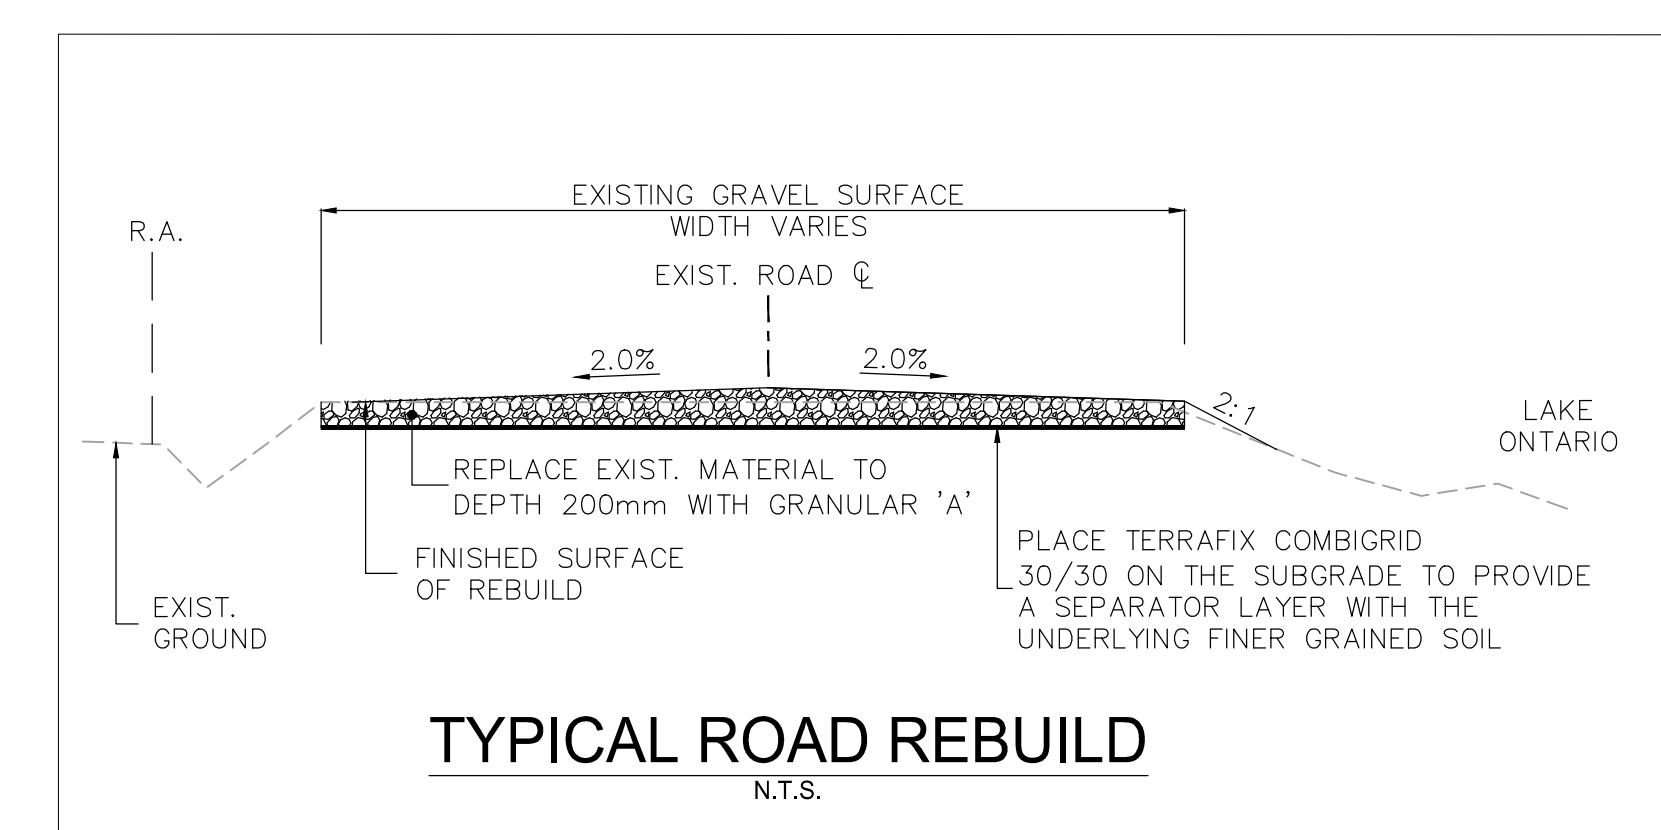 EXISTING GRAVEL SURFACE
WIDTH VARIES
R.A.
EXIST. ROAD ℄
2.0%
2.0%
2:1
LAKE
ONTARIO
REPLACE EXIST. MATERIAL TO
DEPTH 200mm WITH GRANULAR 'A'
FINISHED SURFACE
OF REBUILD
PLACE TERRAFIX COMBIGRID
30/30 ON THE SUBGRADE TO PROVIDE
A SEPARATOR LAYER WITH THE
UNDERLYING FINER GRAINED SOIL
EXIST.
GROUND
TYPICAL ROAD REBUILD
N.T.S.